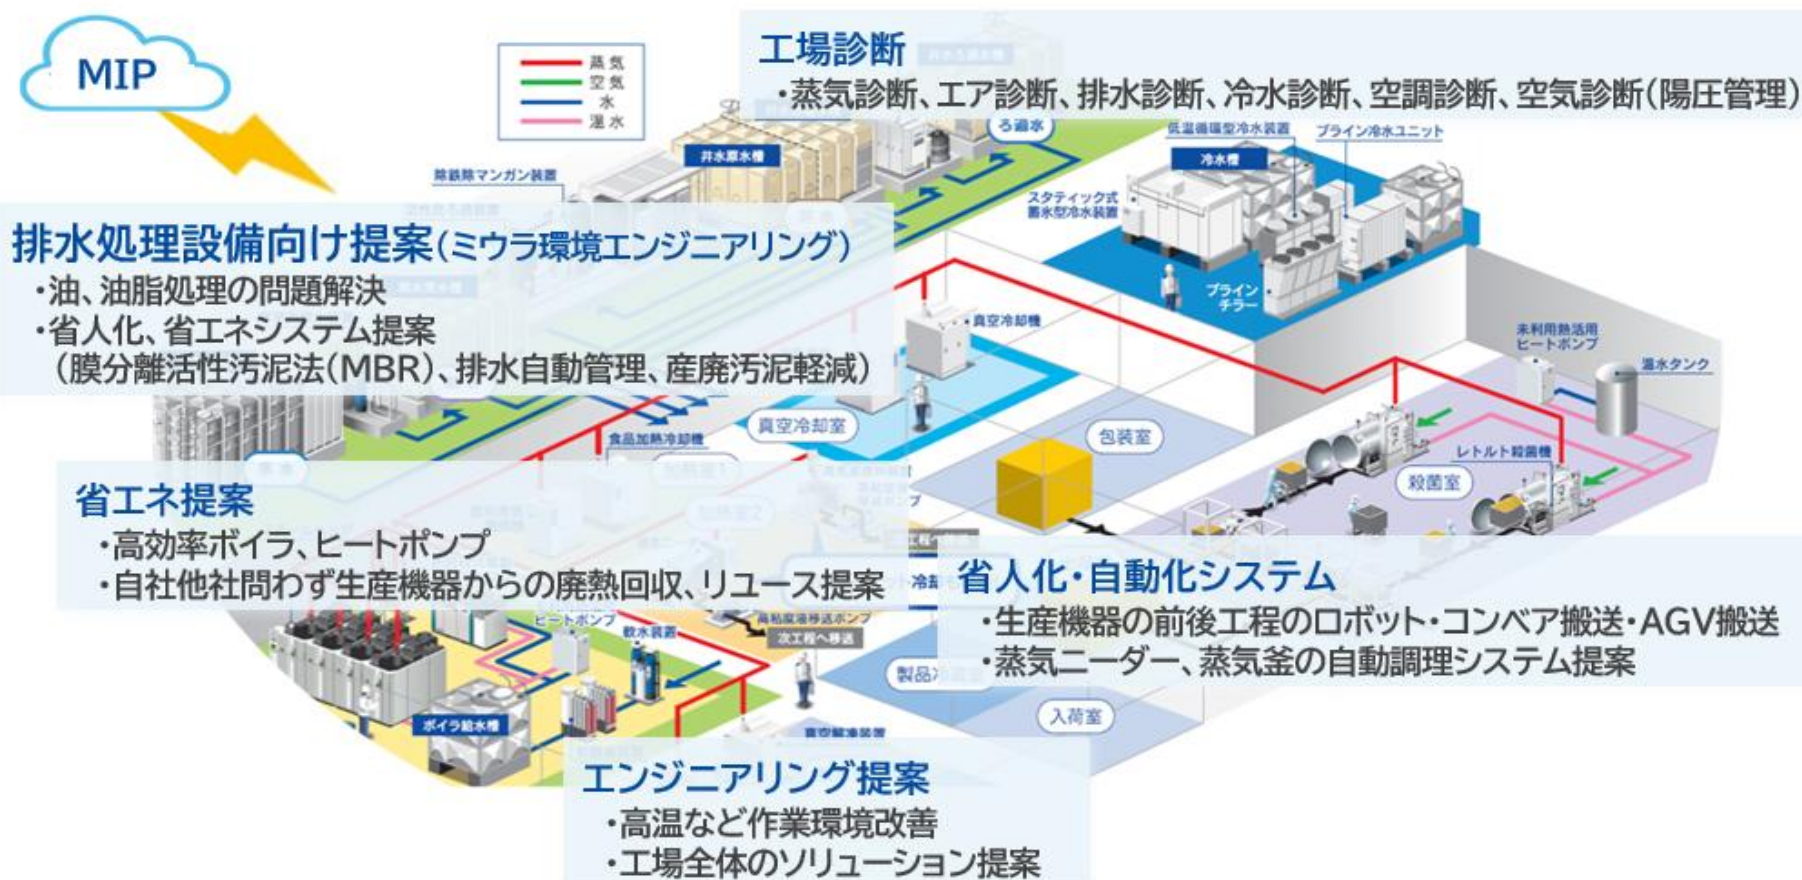 MIP
蒸気
空気
水
温水
工場診断
・蒸気診断、エア診断、排水診断、冷水診断、空調診断、空気診断(陽圧管理)
ろ過水
井水原水槽
除鉄除マンガン装置
低温循環型冷水装置
ブライン冷水ユニット
冷水槽
スタティック式
蓄氷型冷水装置
ブライン
チラー
排水処理設備向け提案(ミウラ環境エンジニアリング)
・油、油脂処理の問題解決
・省人化、省エネシステム提案
(膜分離活性汚泥法(MBR)、排水自動管理、産廃汚泥軽減)
真空冷却機
未利用熱活用
ヒートポンプ
温水タンク
真空冷却室
食品加熱冷却機
加熱室1
包装室
レトルト殺菌機
殺菌室
省エネ提案
・高効率ボイラ、ヒートポンプ
・自社他社問わず生産機器からの廃熱回収、リユース提案
加熱室2
省人化・自動化システム
・生産機器の前後工程のロボット・コンベア搬送・AGV搬送
・蒸気ニーダー、蒸気釜の自動調理システム提案
ヒートポンプ
軟水装置
高粘度液移送ポンプ
次工程へ移送
入荷室
ボイラ給水槽
真空解凍装置
エンジニアリング提案
・高温など作業環境改善
・工場全体のソリューション提案